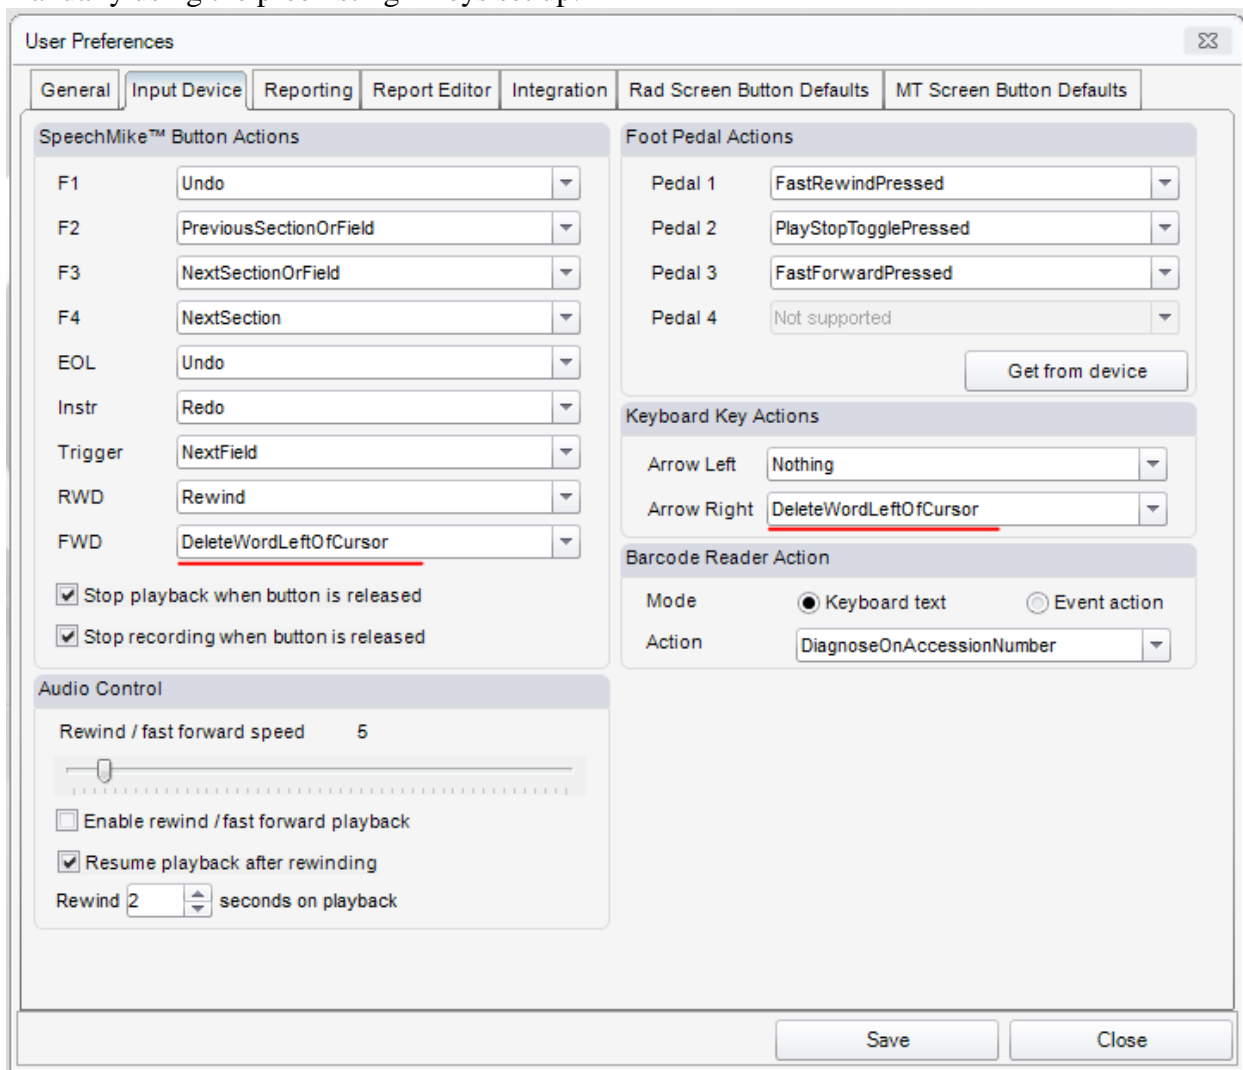 User Preferences
General Input Device Reporting Report Editor Integration Rad Screen Button Defaults MT Screen Button Defaults
SpeechMike™ Button Actions
F1 Undo
F2 PreviousSectionOrField
F3 NextSectionOrField
F4 NextSection
EOL Undo
Instr Redo
Trigger NextField
RWD Rewind
FWD DeleteWordLeftOfCursor
Stop playback when button is released
Stop recording when button is released
Audio Control
Rewind / fast forward speed 5
Enable rewind / fast forward playback
Resume playback after rewinding
Rewind 2 seconds on playback
Foot Pedal Actions
Pedal 1 FastRewindPressed
Pedal 2 PlayStopTogglePressed
Pedal 3 FastForwardPressed
Pedal 4 Not supported
Get from device
Keyboard Key Actions
Arrow Left Nothing
Arrow Right DeleteWordLeftOfCursor
Barcode Reader Action
Mode Keyboard text Event action
Action DiagnoseOnAccessionNumber
Save Close